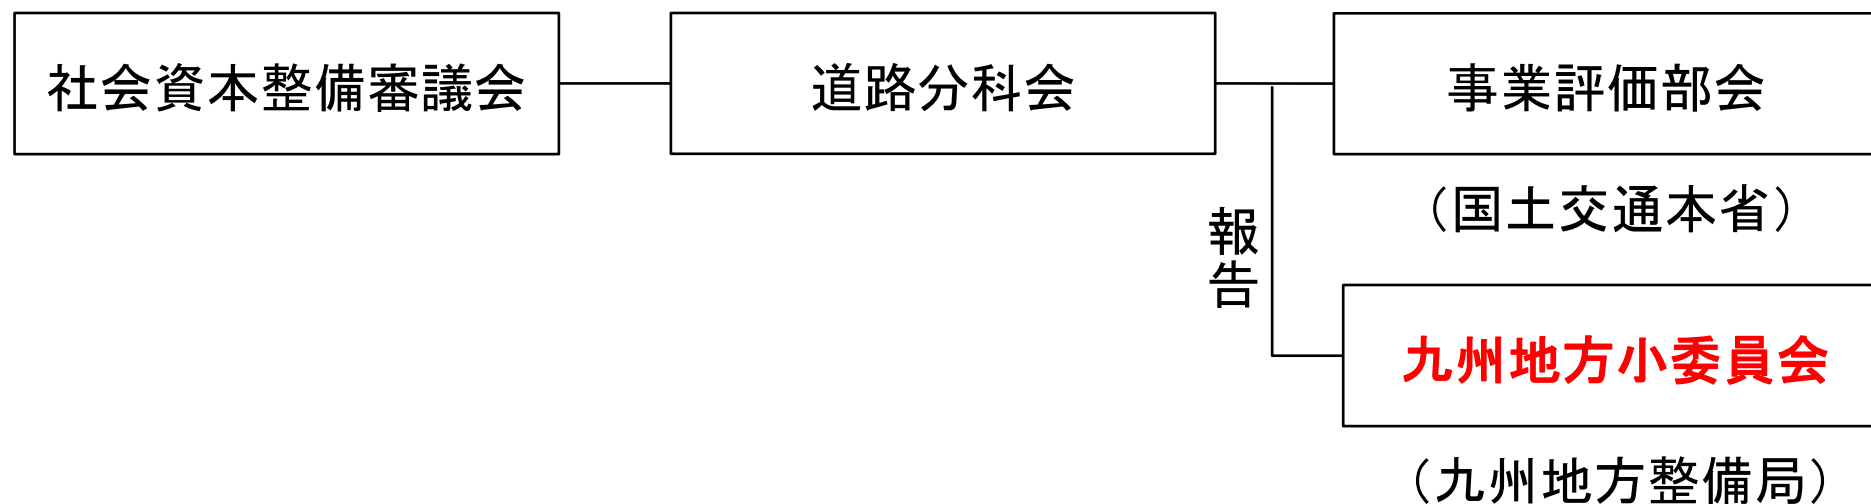 社会資本整備審議会
道路分科会
事業評価部会
（国土交通本省）
報告
九州地方小委員会
（九州地方整備局）